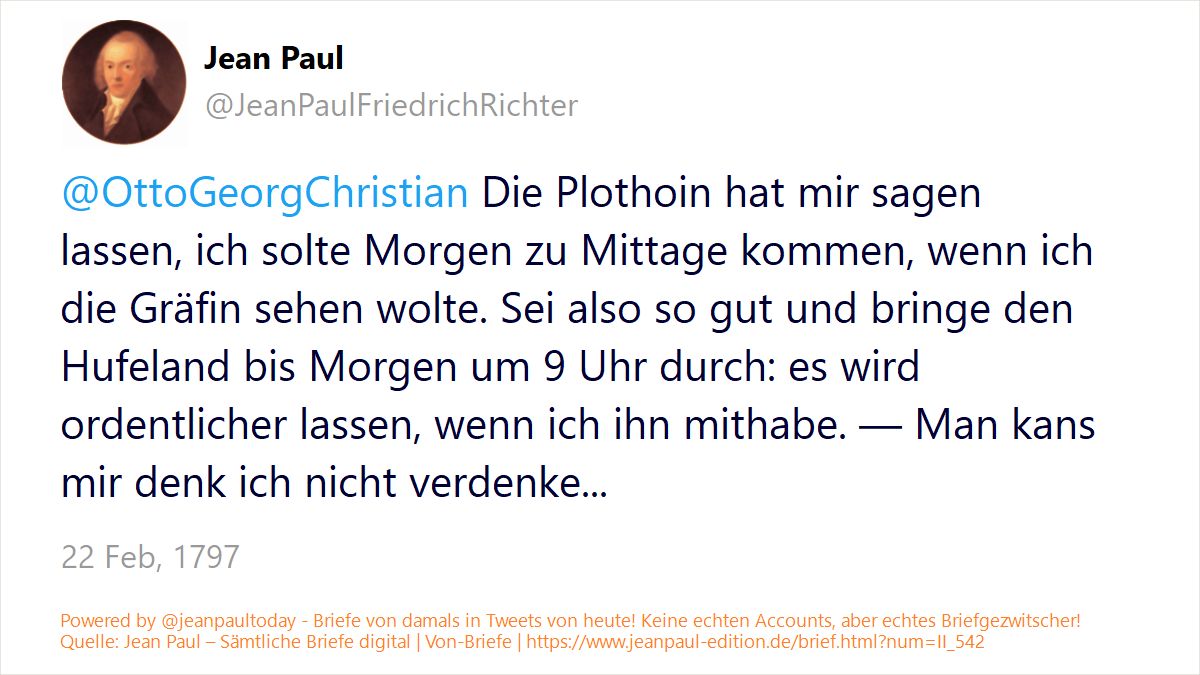 Jean Paul
@JeanPaulFriedrichRichter
@OttoGeorgChristian Die Plothoin hat mir sagen
lassen, ich solte Morgen zu Mittage kommen, wenn ich
die Gräfin sehen wolte. Sei also so gut und bringe den
Hufeland bis Morgen um 9 Uhr durch: es wird
ordentlicher lassen, wenn ich ihn mithabe. — Man kans
mir denk ich nicht verdenke...
22 Feb, 1797
Powered by @jeanpaultoday - Briefe von damals in Tweets von heute! Keine echten Accounts, aber echtes Briefgezwitscher!
Quelle: Jean Paul – Sämtliche Briefe digital | Von-Briefe | https://www.jeanpaul-edition.de/brief.html?num=II_542